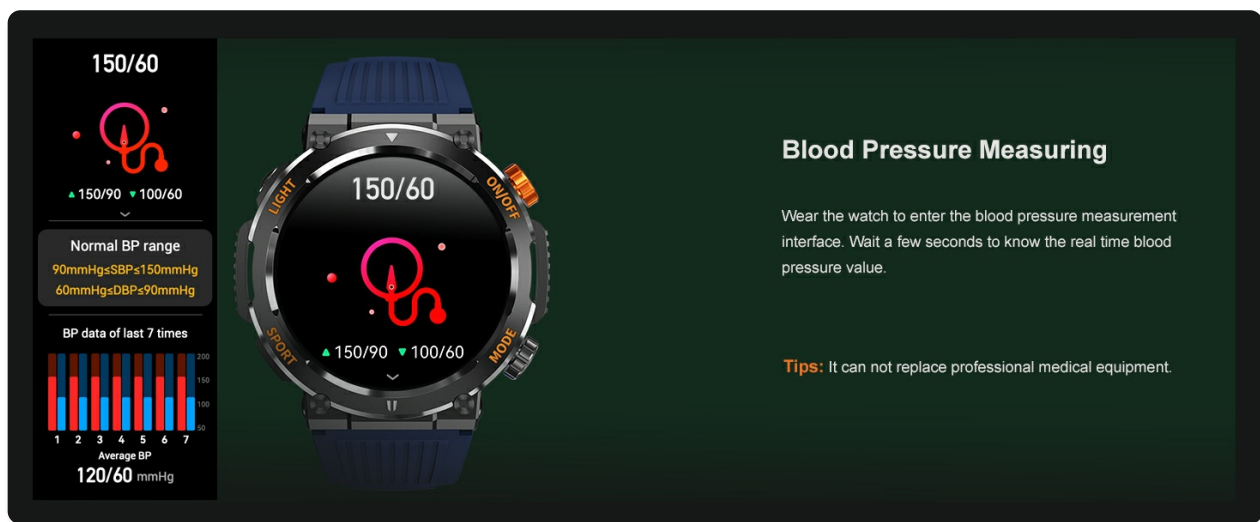 150/60
150/90 100/60
Normal BP range
90mmHg≤SBP≤150mmHg
60mmHg≤DBP≤90mmHg
BP data of last 7 times
200
150
100
50
1 2 3 4 5 6 7
Average BP
120/60 mmHg
LIGHT
ON/OFF
SPORT
MODE
150/60
150/90 100/60
Blood Pressure Measuring
Wear the watch to enter the blood pressure measurement
interface. Wait a few seconds to know the real time blood
pressure value.
Tips: It can not replace professional medical equipment.